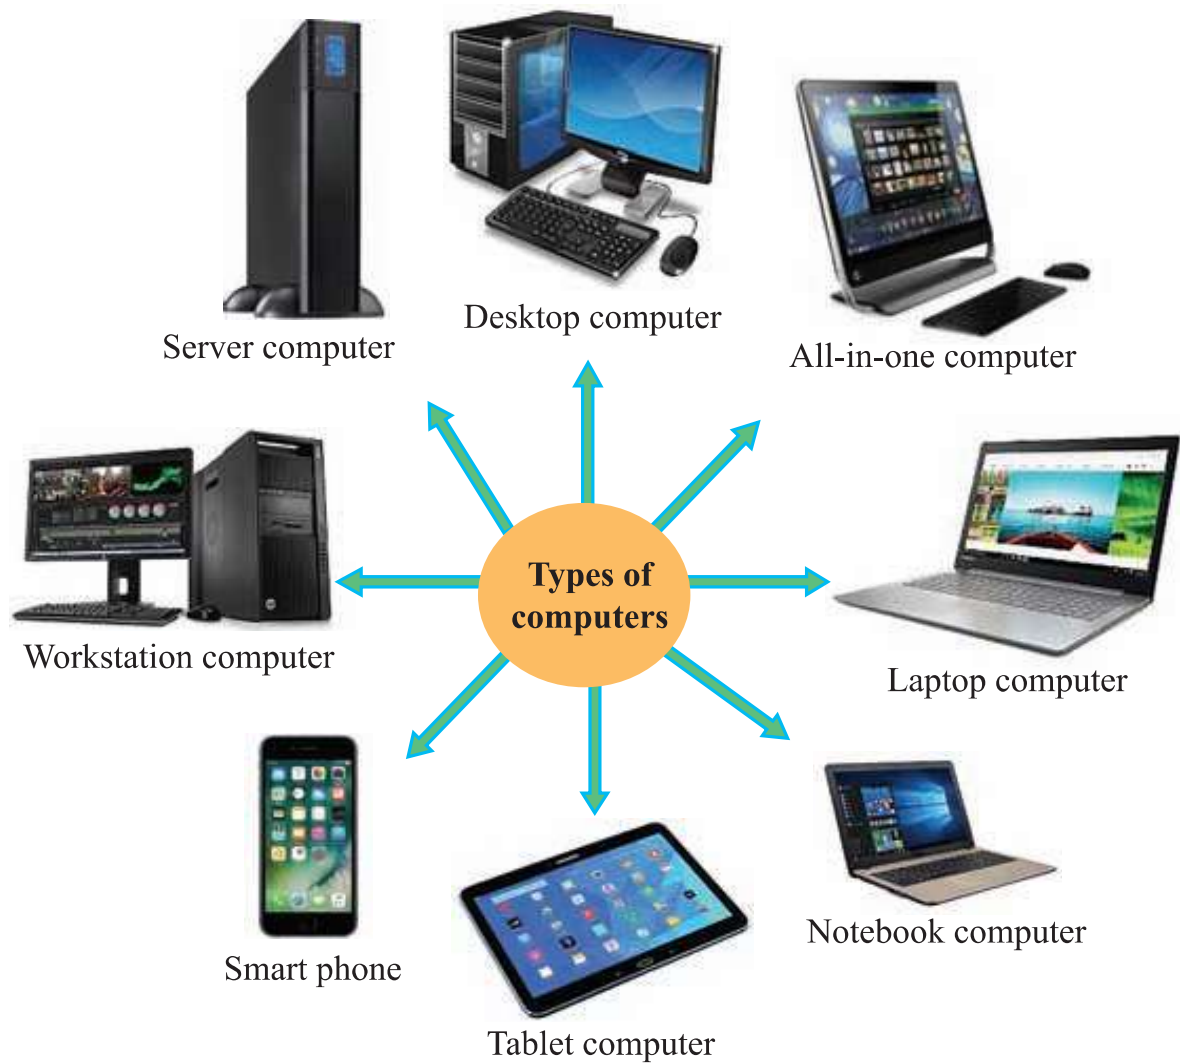 Server computer
Desktop computer
All-in-one computer
Workstation computer
Types of
computers
Laptop computer
Smart phone
Tablet computer
Notebook computer